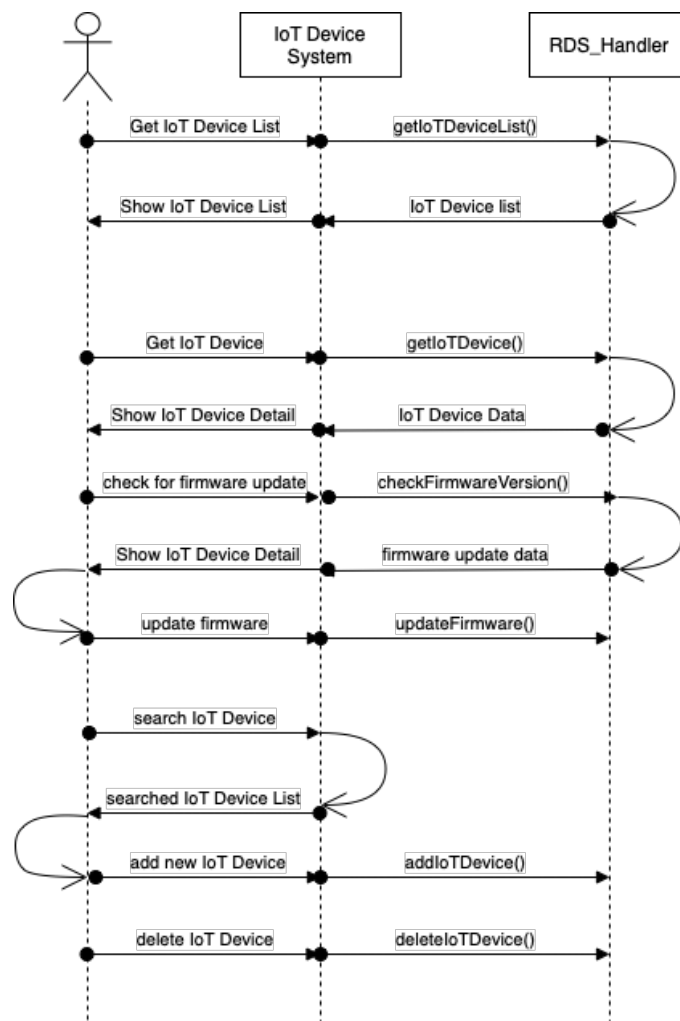 IoT Device
System
RDS_Handler
Get IoT Device List
getIoTDeviceList()
Show IoT Device List
IoT Device list
Get IoT Device
getIoTDevice()
Show IoT Device Detail
IoT Device Data
check for firmware update
checkFirmwareVersion()
Show IoT Device Detail
firmware update data
update firmware
updateFirmware()
search IoT Device
searched IoT Device List
add new IoT Device
addIoTDevice()
delete IoT Device
deleteIoTDevice()